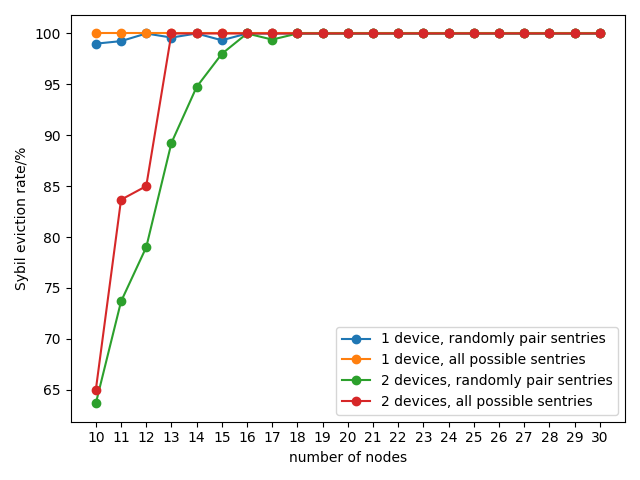 100
95
90
85
80
75
70
65
Sybil eviction rate/%
1 device, randomly pair sentries
1 device, all possible sentries
2 devices, randomly pair sentries
2 devices, all possible sentries
10 11 12 13 14 15 16 17 18 19 20 21 22 23 24 25 26 27 28 29 30
number of nodes